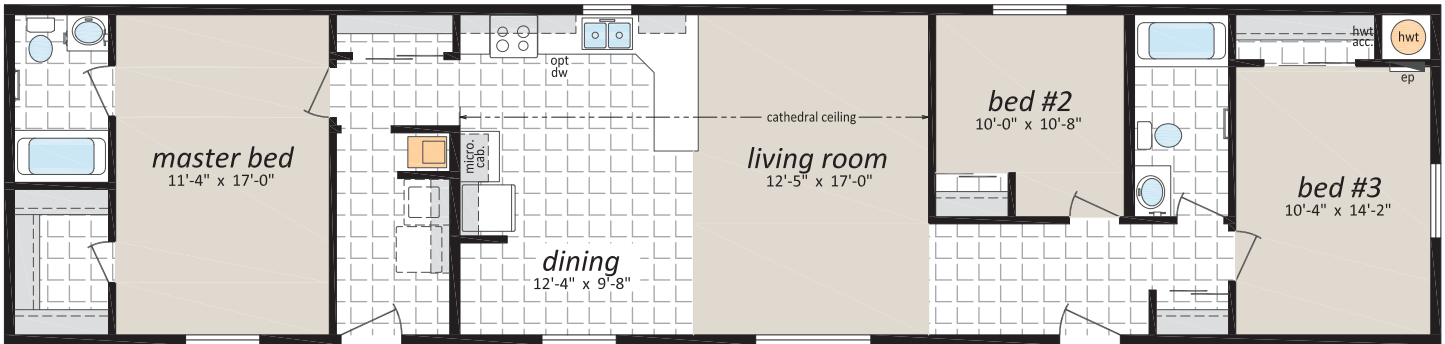 hwt
acc.
hwt
ep
opt
dw
bed #2
10'-0" x 10'-8"
cathedral ceiling
micro.
cab.
master bed
11'-4" x 17'-0"
living room
12'-5" x 17'-0"
bed #3
10'-4" x 14'-2"
dining
12'-4" x 9'-8"